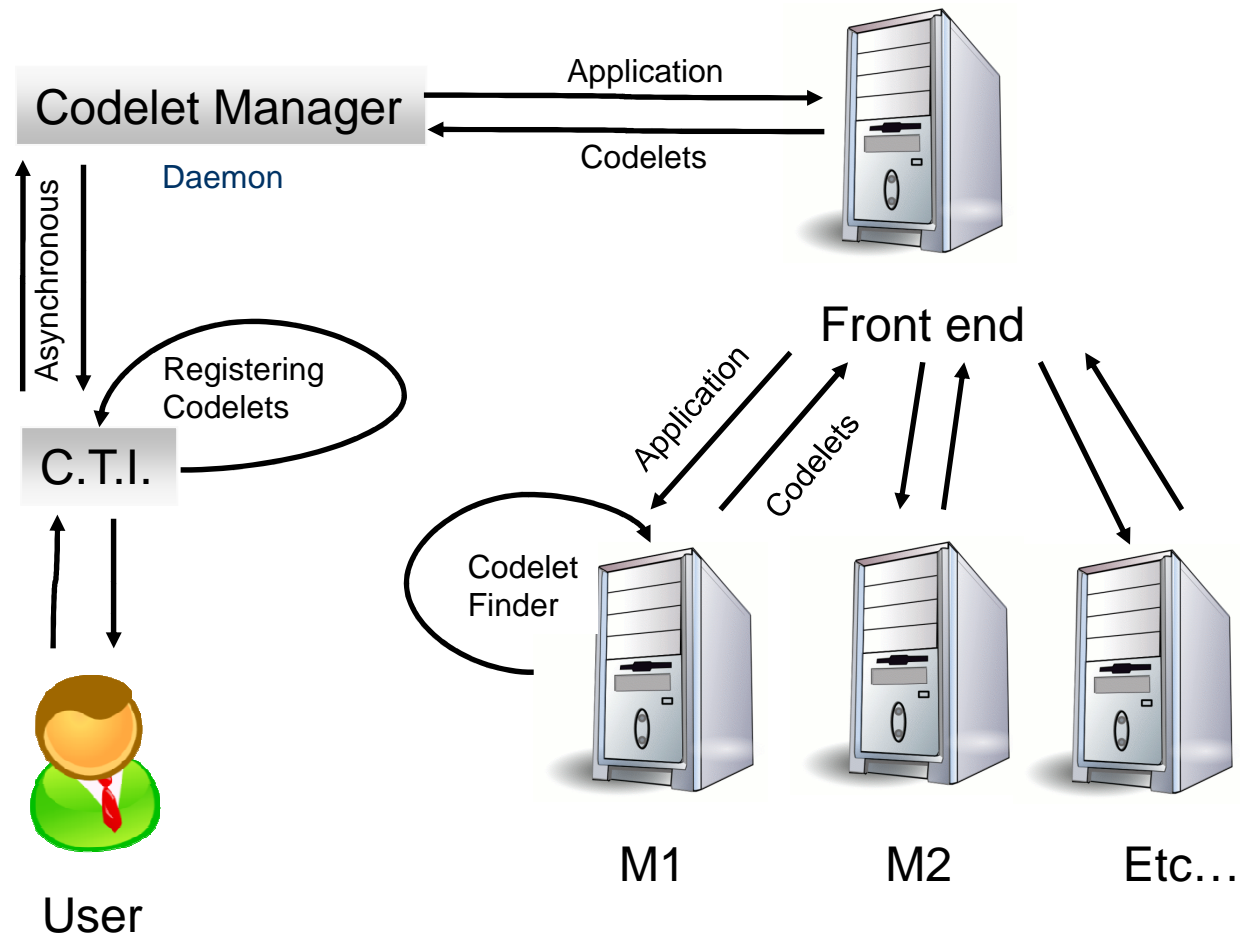 Application
Codelet Manager
Codelets
Daemon
Asynchronous
Front end
Registering
Codelets
Application
Codelets
C.T.I.
Codelet
Finder
M1
M2
Etc…
User